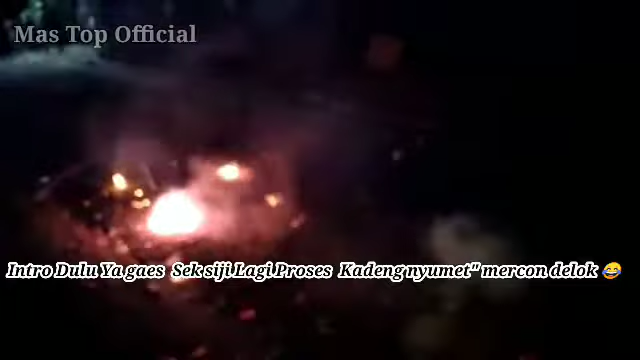 Mas Top Official
Intro Dulu Ya gaes Sek siji Lagi Proses Kadeng nyumet" mercon delok 😂